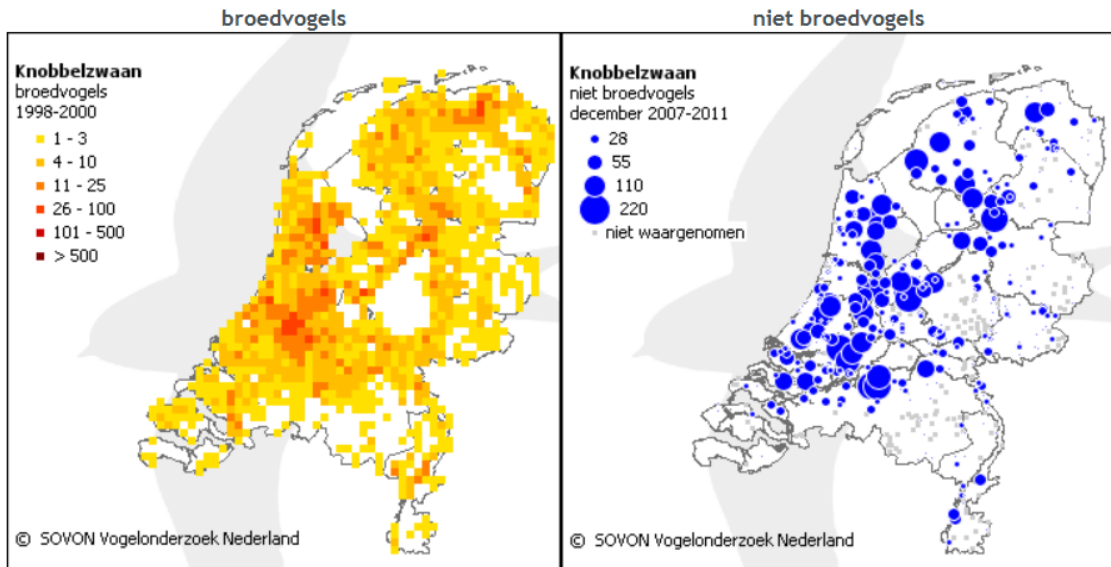 broedvogels
Knobbelzwaan
broedvogels
1998-2000
1 - 3
4 - 10
11 - 25
26 - 100
101 - 500
> 500
© SOVON Vogelonderzoek Nederland
niet broedvogels
Knobbelzwaan
niet broedvogels
december 2007-2011
28
55
110
220
niet waargenomen
© SOVON Vogelonderzoek Nederland